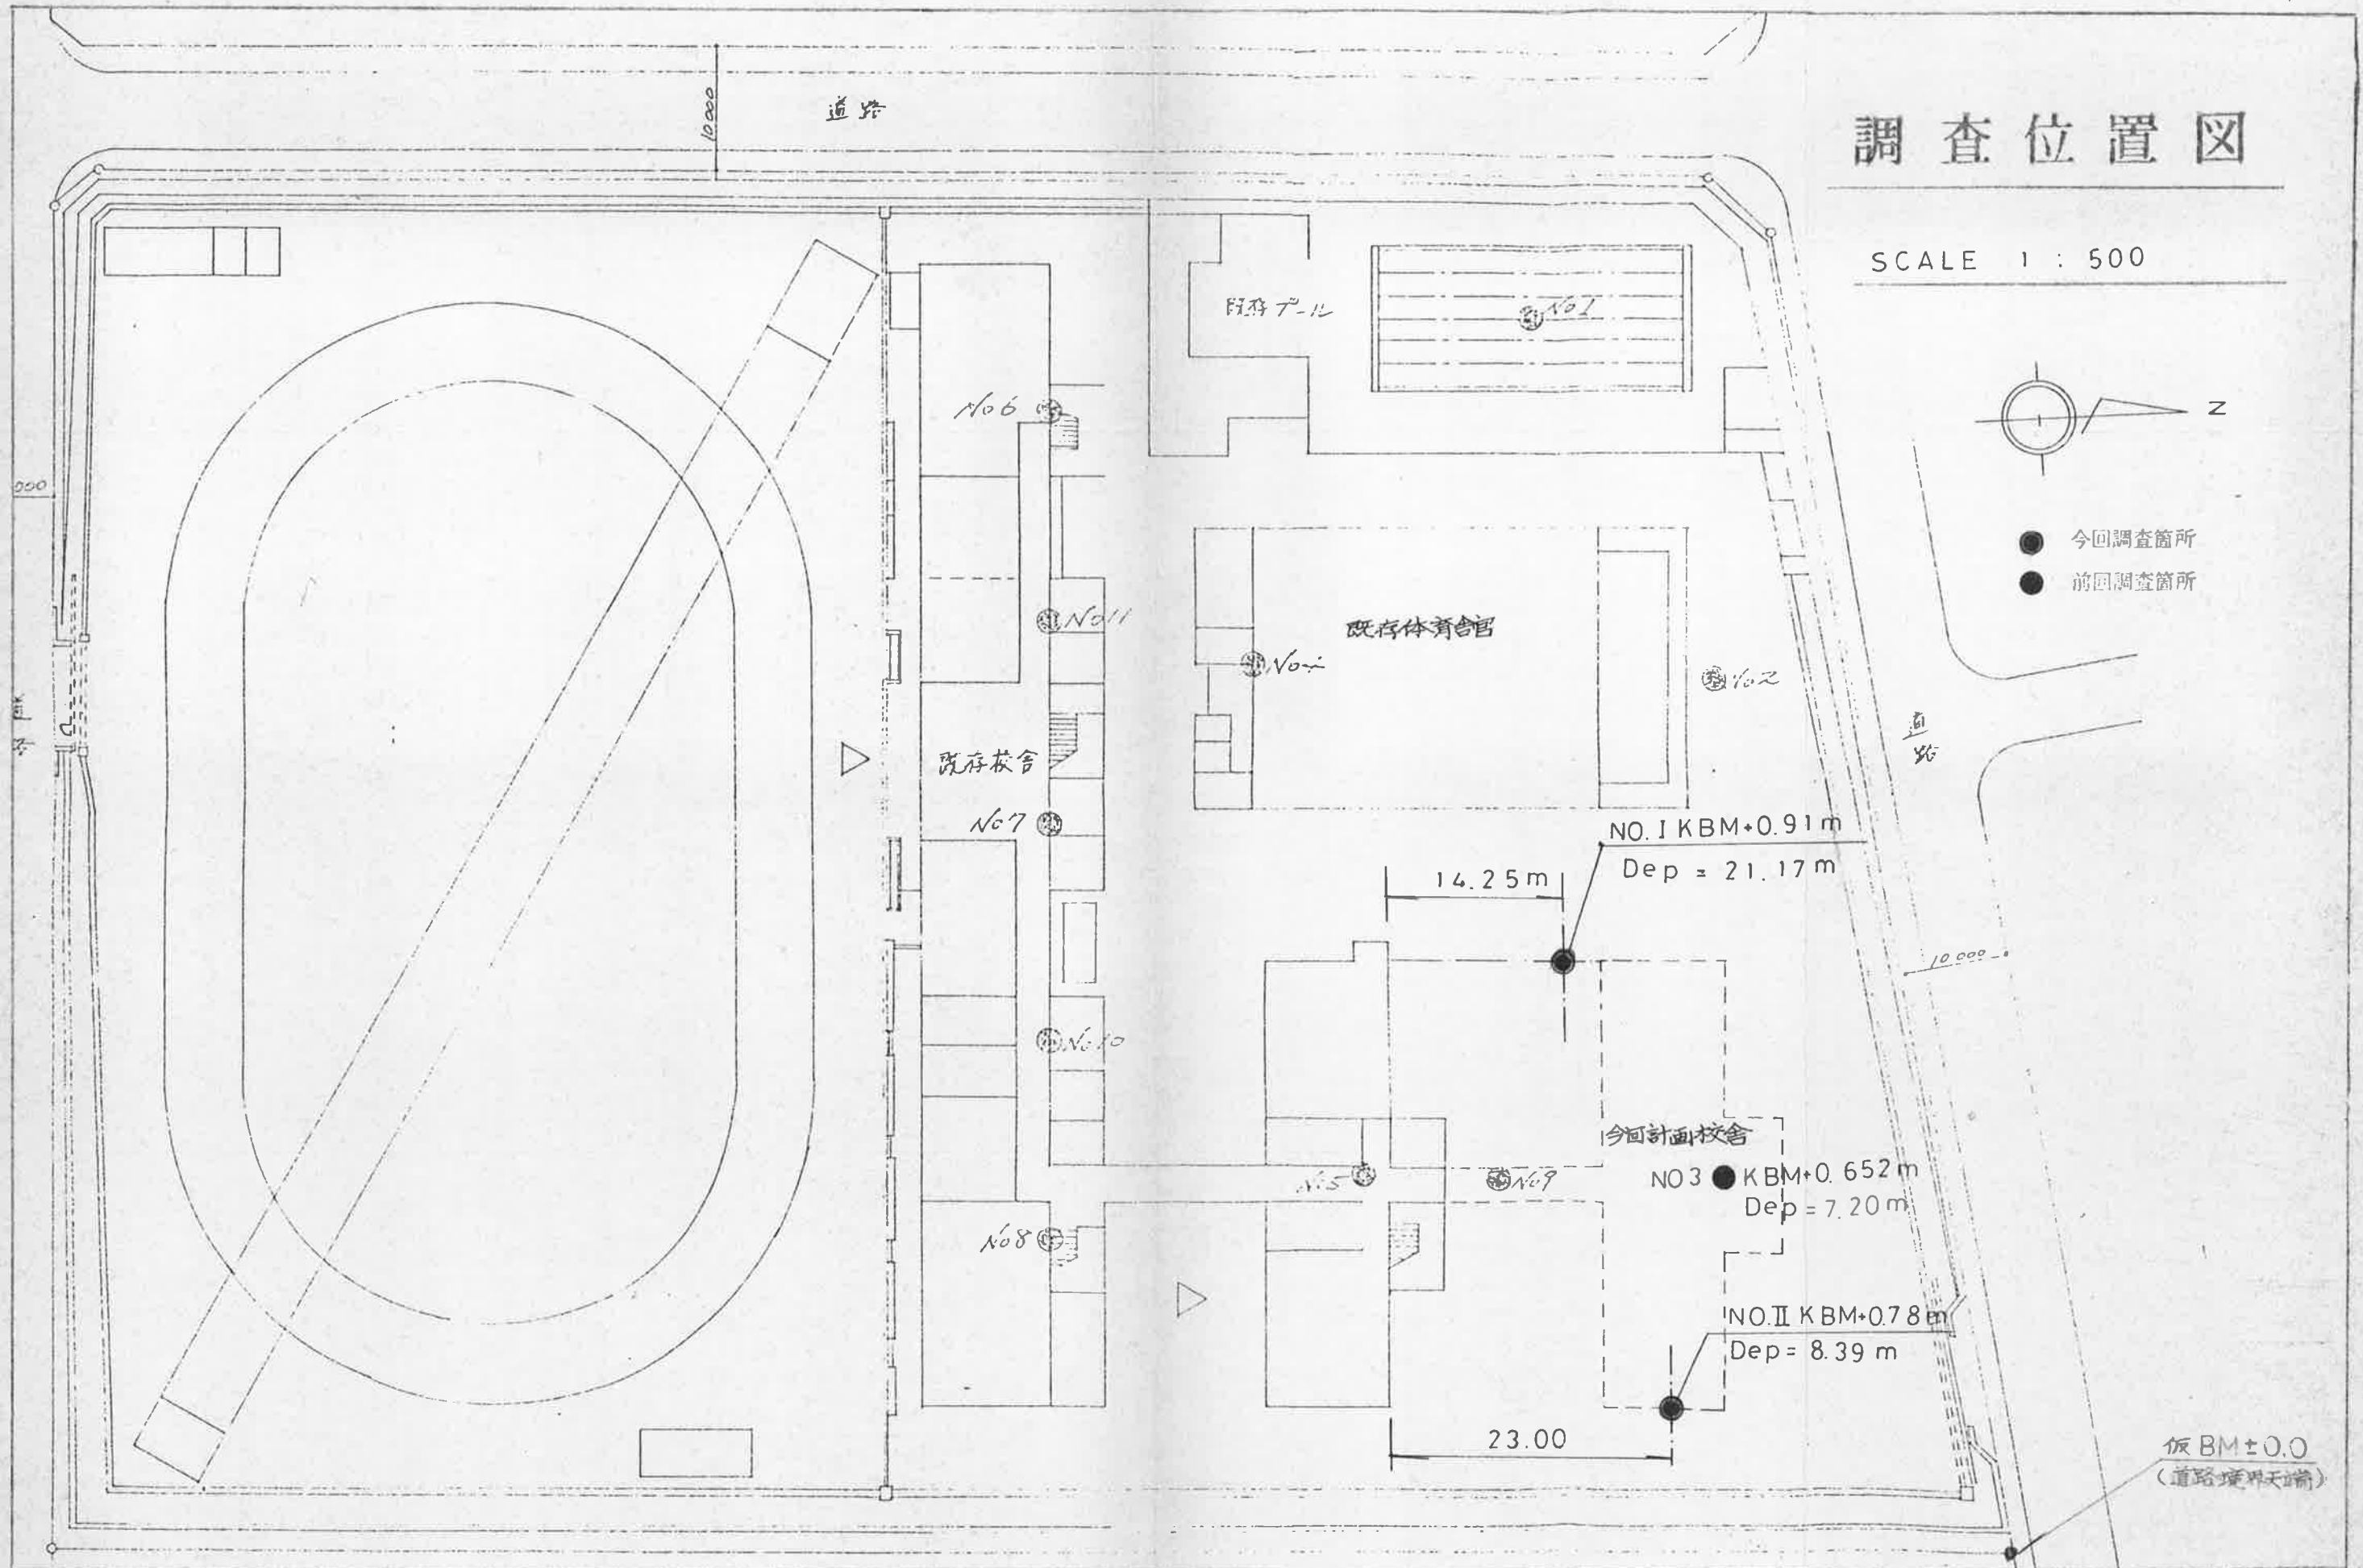 調査位置図
SCALE 1 : 500
N
今回調査箇所
前回調査箇所
道路
10000
既存プール
No1
No6
000
No11
既存体育舘
No2
道路
既存校舎
No7
NO. I KBM+0.91m
Dep = 21.17m
14.25m
10000
No10
今回計画校舎
No5
No9
NO3
KBM+0.652m
Dep = 7.20m
No8
NO.Ⅱ KBM+0.78m
Dep = 8.39 m
23.00
仮BM±0.0
(道路境界天端)